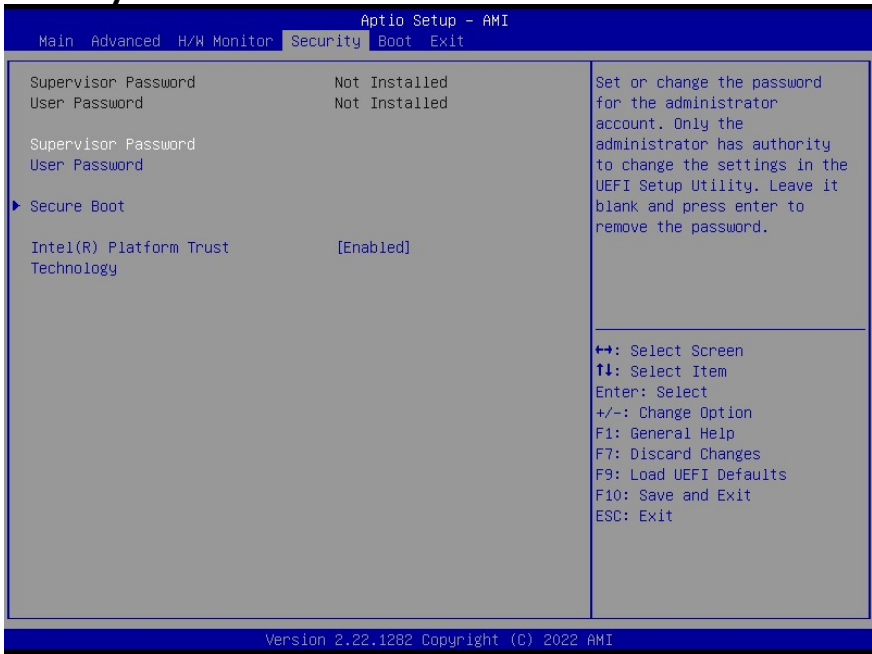 Aptio Setup – AMI
Main Advanced H/W Monitor Security Boot Exit
Supervisor Password Not Installed
User Password Not Installed
Supervisor Password
User Password
Secure Boot
Intel(R) Platform Trust [Enabled]
Technology
Set or change the password
for the administrator
account. Only the
administrator has authority
to change the settings in the
UEFI Setup Utility. Leave it
blank and press enter to
remove the password.
↔: Select Screen
↑↓: Select Item
Enter: Select
+/-: Change Option
F1: General Help
F7: Discard Changes
F9: Load UEFI Defaults
F10: Save and Exit
ESC: Exit
Version 2.22.1282 Copyright (C) 2022 AMI